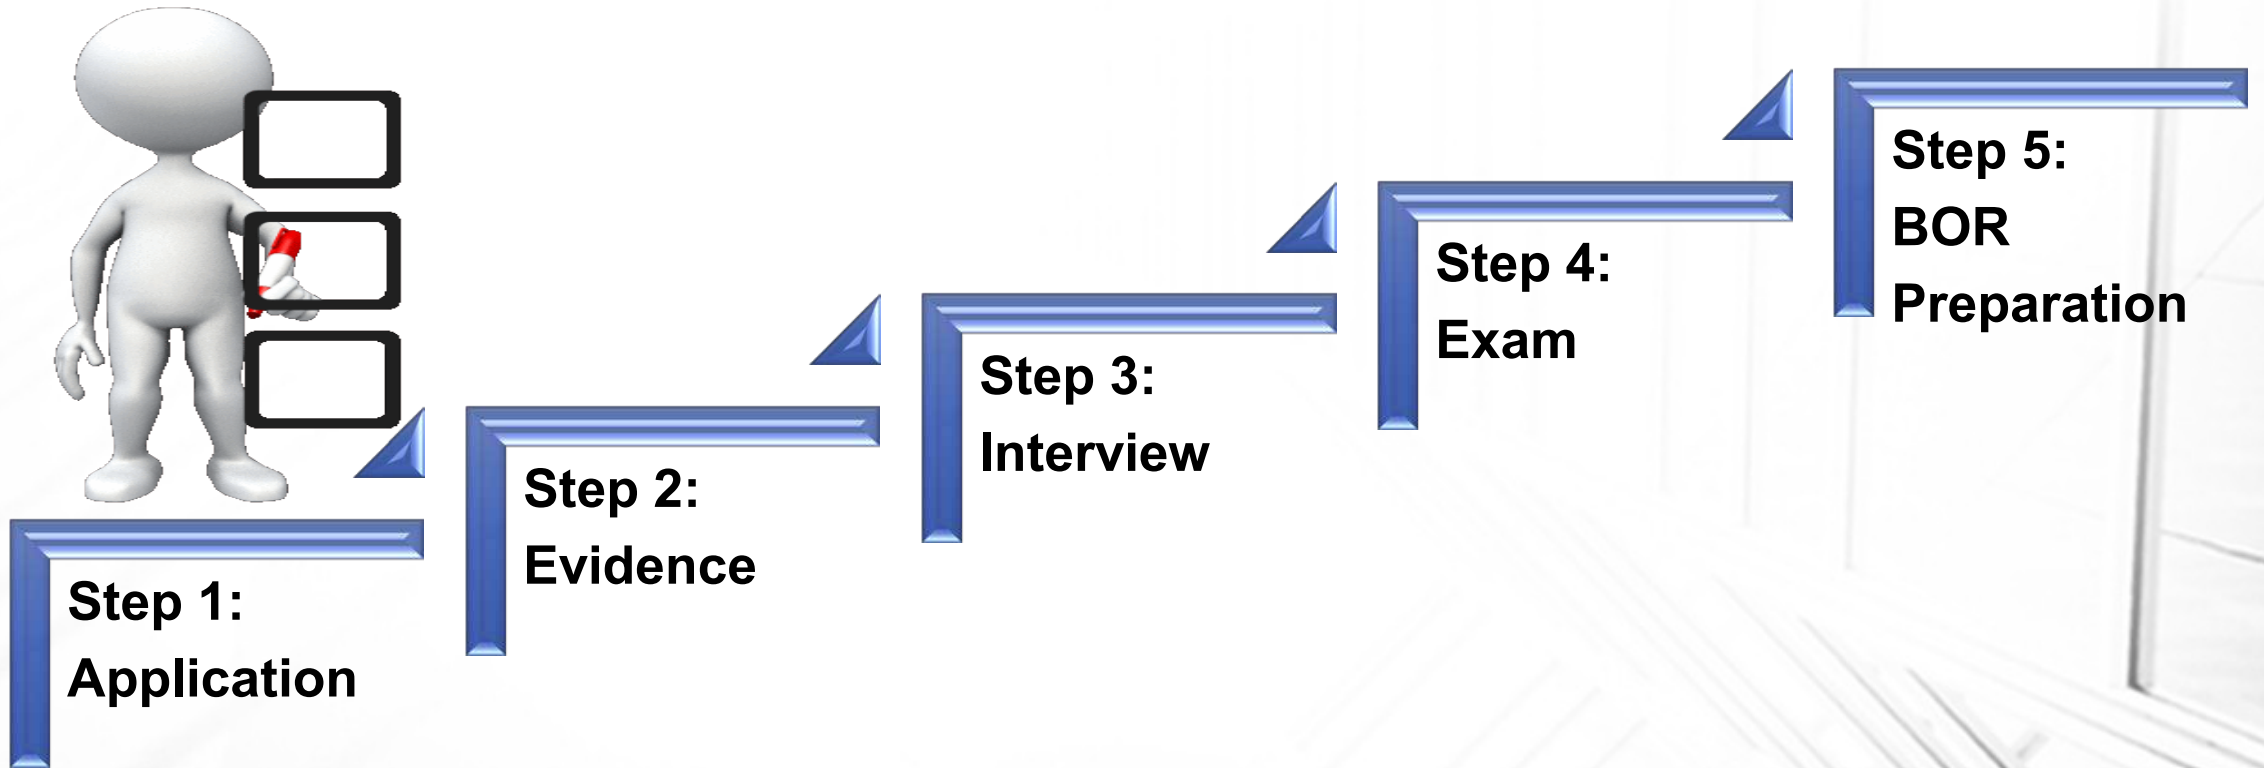 Step 1:
Application
Step 2:
Evidence
Step 3:
Interview
Step 4:
Exam
Step 5:
BOR
Preparation